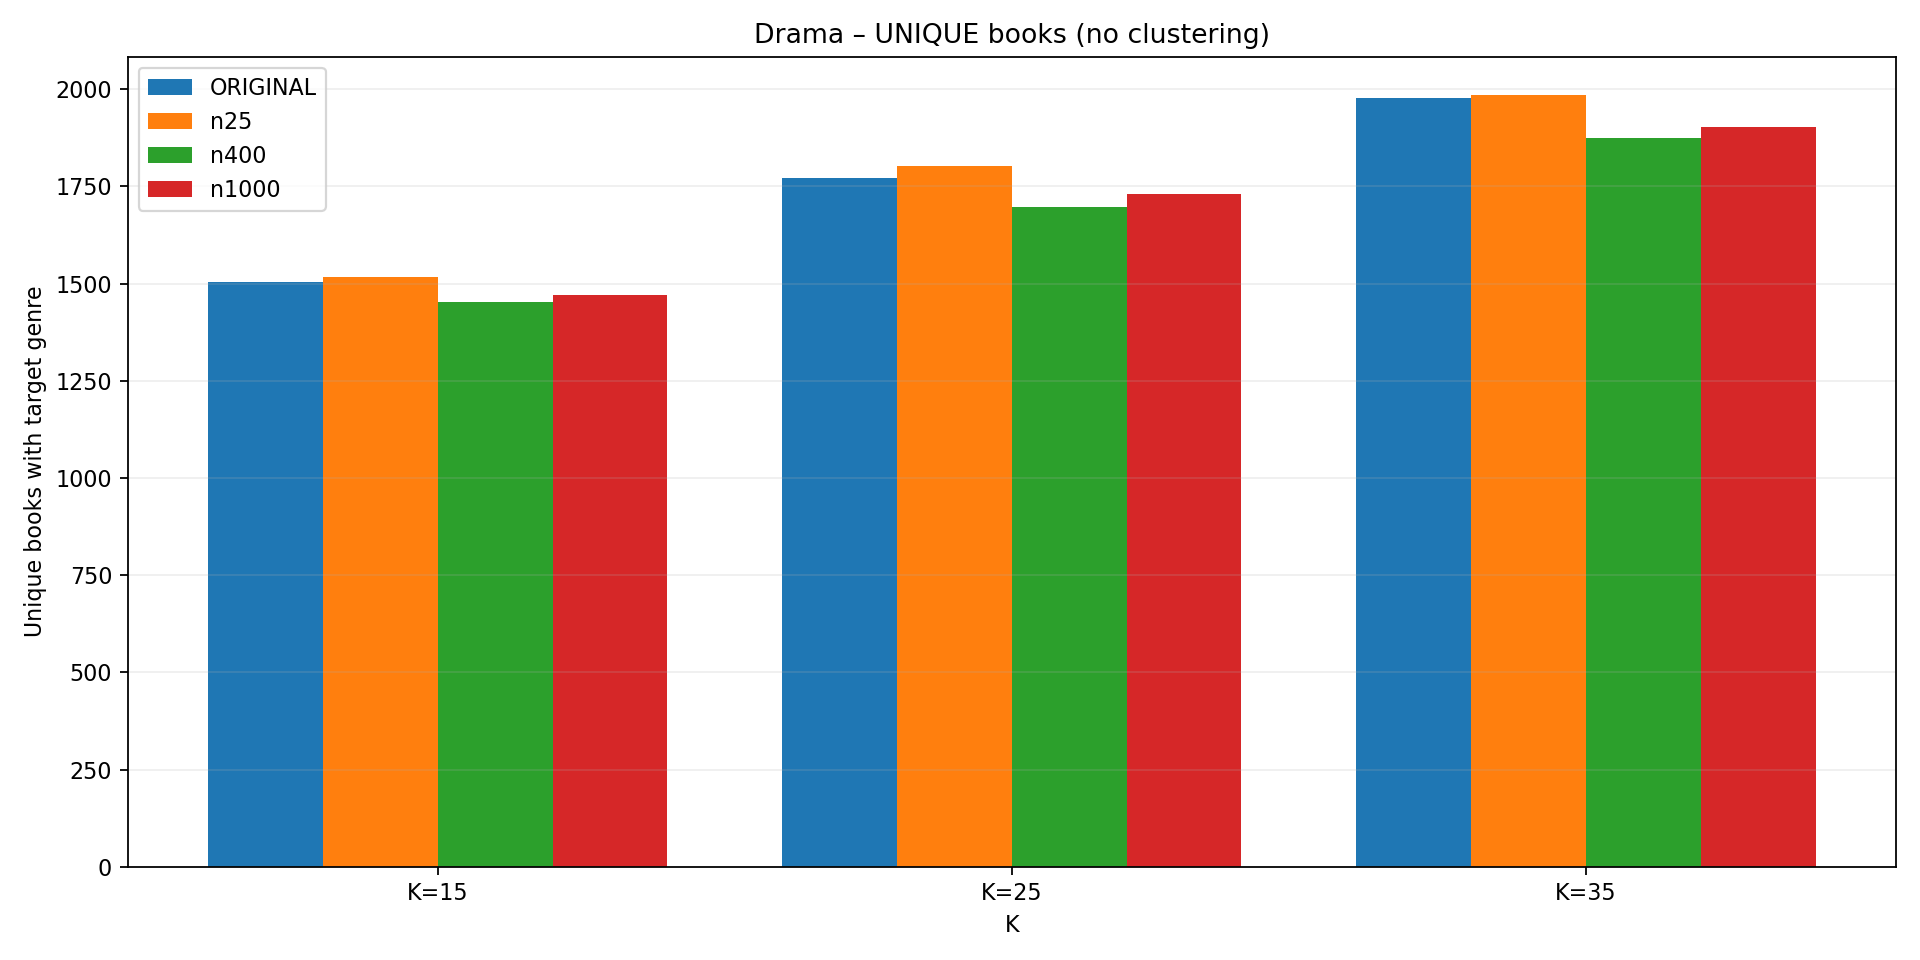 Drama – UNIQUE books (no clustering)
ORIGINAL
n25
n400
n1000
Unique books with target genre
2000
1750
1500
1250
1000
750
500
250
0
K=15
K=25
K=35
K